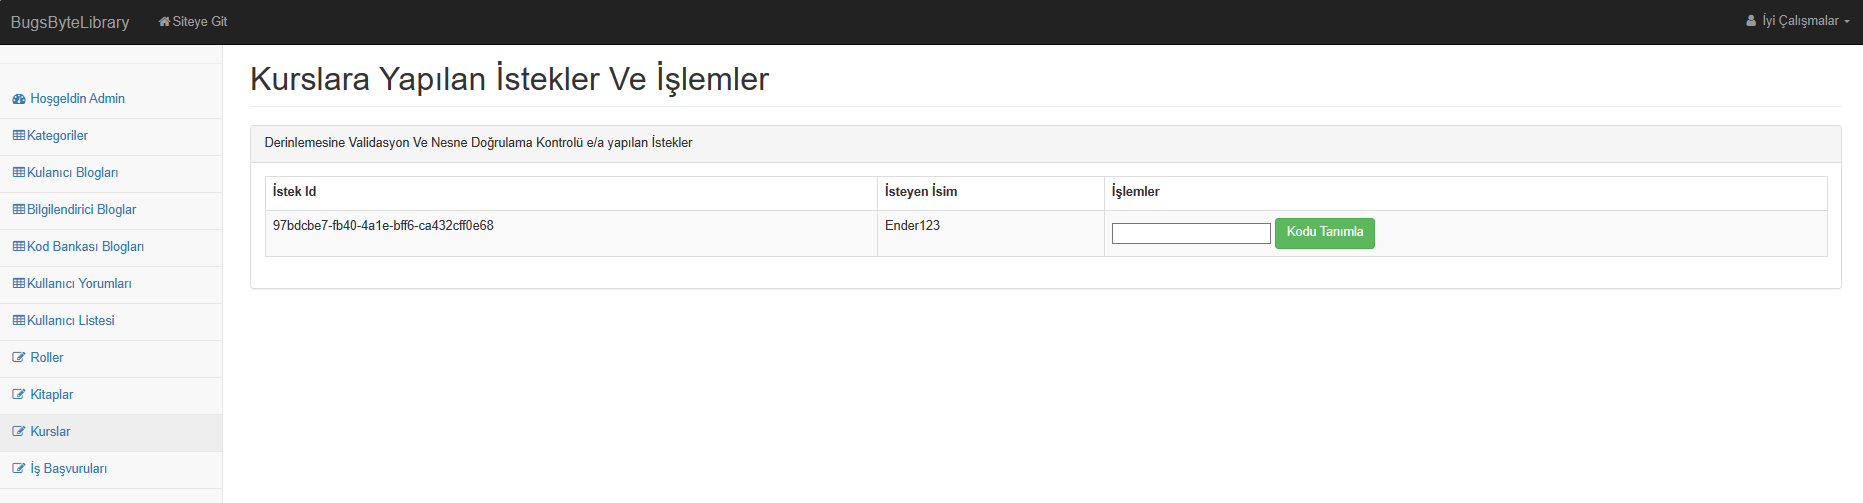 BugsByteLibrary Siteye Git İyi Çalışmalar
Hoşgeldin Admin
Kategoriler
Kulanıcı Blogları
Bilgilendirici Bloglar
Kod Bankası Blogları
Kullanıcı Yorumları
Kullanıcı Listesi
Roller
Kitaplar
Kurslar
İş Başvuruları
Kurslara Yapılan İstekler Ve İşlemler
Derinlemesine Validasyon Ve Nesne Doğrulama Kontrolü e/a yapılan İstekler
İstek Id İsteyen İsim İşlemler
97bdcbe7-fb40-4a1e-bff6-ca432cff0e68 Ender123 Kodu Tanımla